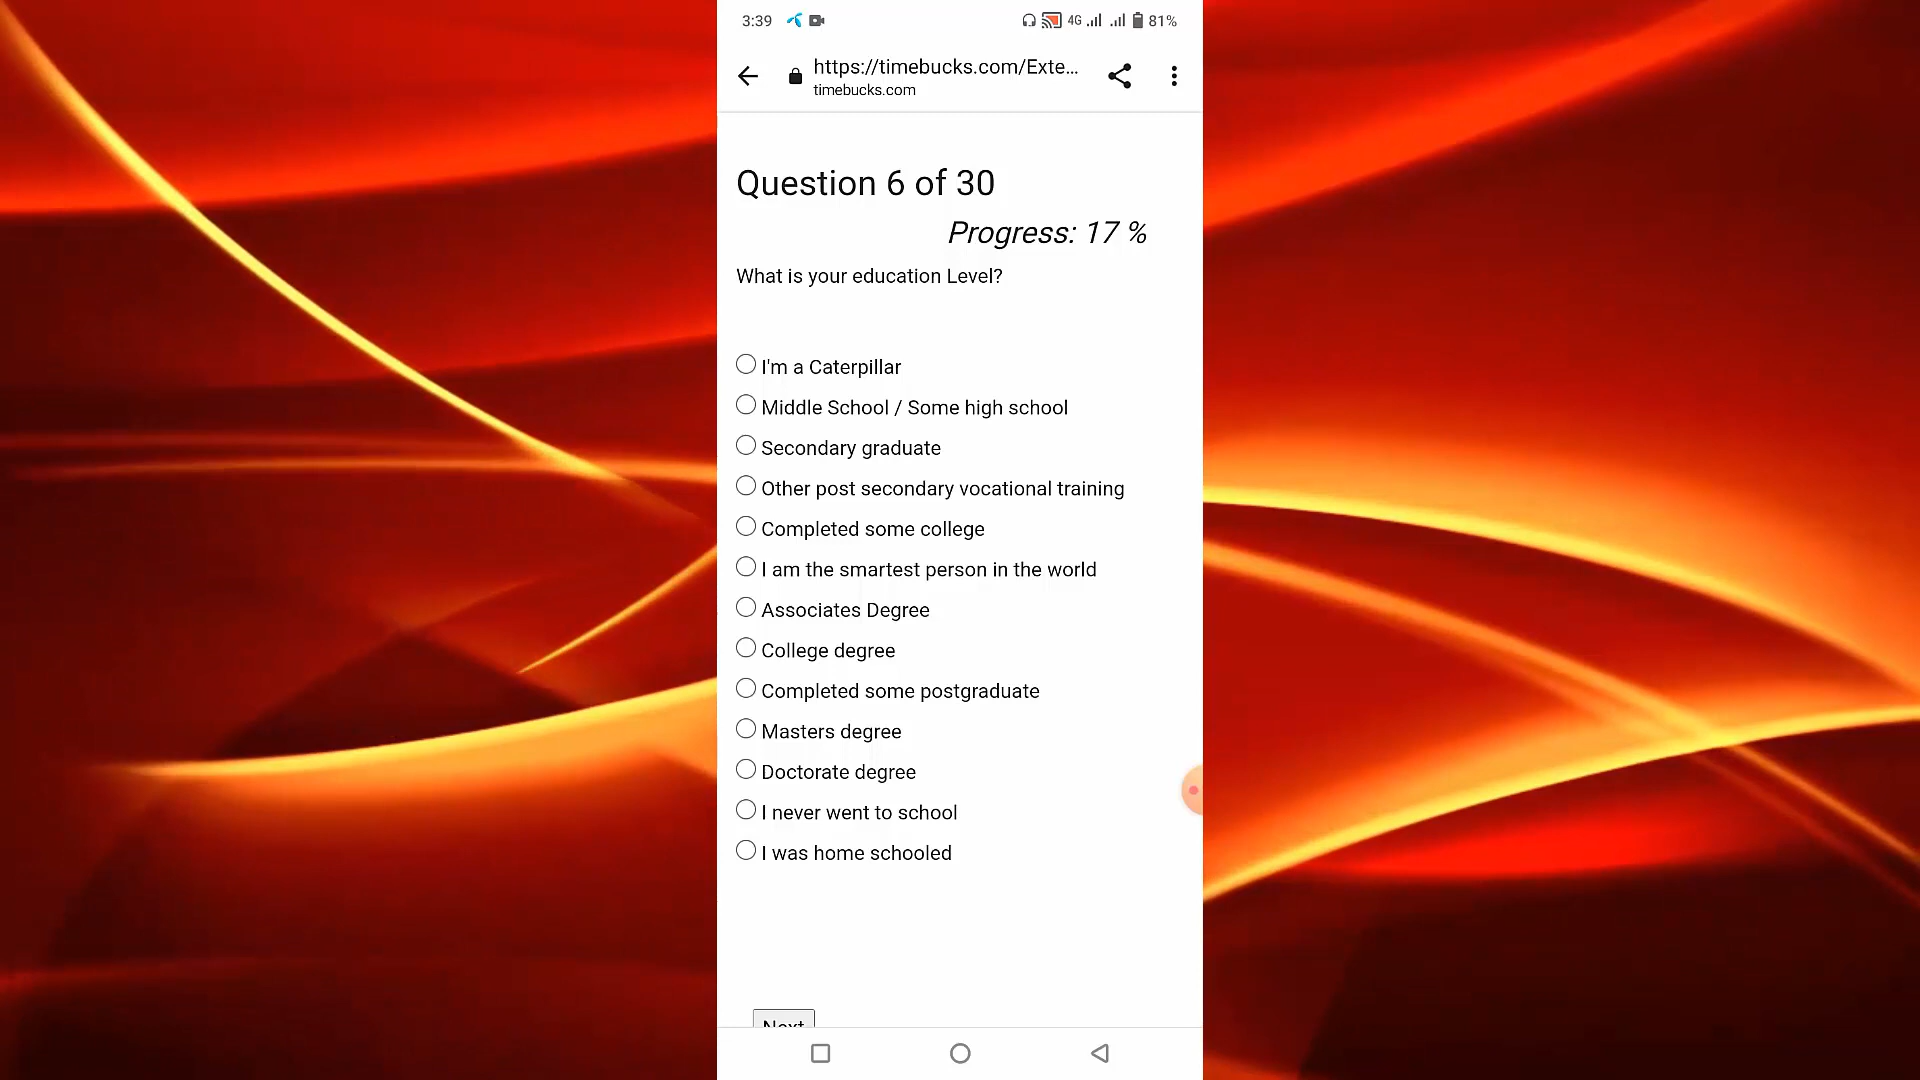 3:39 4G 81%
https://timebucks.com/Exte...
timebucks.com
Question 6 of 30
Progress: 17 %
What is your education Level?
I'm a Caterpillar
Middle School / Some high school
Secondary graduate
Other post secondary vocational training
Completed some college
I am the smartest person in the world
Associates Degree
College degree
Completed some postgraduate
Masters degree
Doctorate degree
I never went to school
I was home schooled
Next